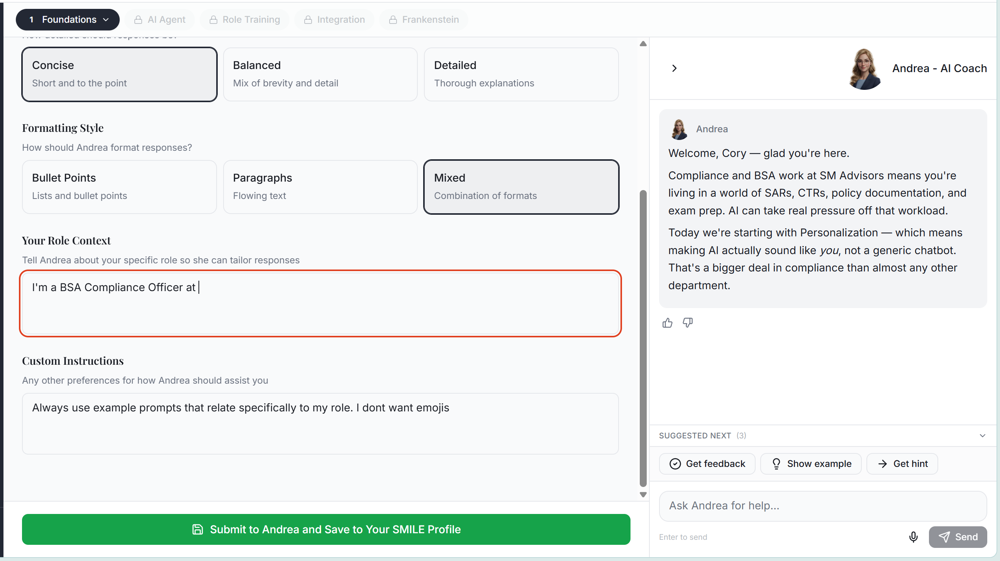 1 Foundations
AI Agent
Role Training
Integration
Frankenstein
Concise
Short and to the point
Balanced
Mix of brevity and detail
Detailed
Thorough explanations
Formatting Style
How should Andrea format responses?
Bullet Points
Lists and bullet points
Paragraphs
Flowing text
Mixed
Combination of formats
Your Role Context
Tell Andrea about your specific role so she can tailor responses
I'm a BSA Compliance Officer at
Custom Instructions
Any other preferences for how Andrea should assist you
Always use example prompts that relate specifically to my role. I dont want emojis
Submit to Andrea and Save to Your SMILE Profile
Andrea - AI Coach
Andrea
Welcome, Cory — glad you're here.
Compliance and BSA work at SM Advisors means you're
living in a world of SARs, CTRs, policy documentation, and
exam prep. AI can take real pressure off that workload.
Today we're starting with Personalization — which means
making AI actually sound like you, not a generic chatbot.
That's a bigger deal in compliance than almost any other
department.
SUGGESTED NEXT (3)
Get feedback
Show example
Get hint
Ask Andrea for help...
Enter to send
Send